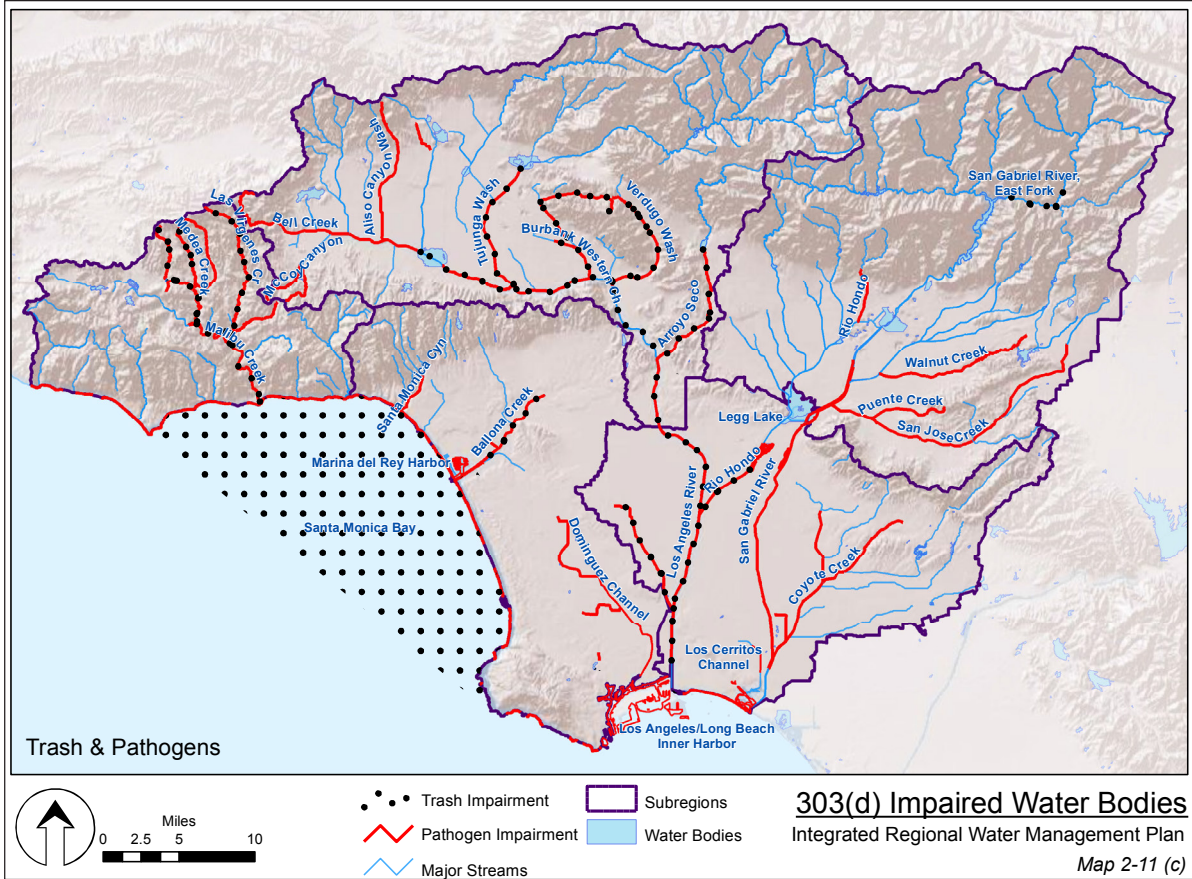 San Gabriel River,
East Fork
Aliso Canyon Wash
Las Virgenes Cr
Medea Creek
Bell Creek
McCoy Canyon
Tujunga Wash
Verdugo Wash
Burbank Western Ch
Arroyo Seco
Malibu Creek
Rio Hondo
Walnut Creek
Santa Monica Cyn
Ballona Creek
Puente Creek
Legg Lake
San Jose Creek
Marina del Rey Harbor
Rio Hondo
Santa Monica Bay
Los Angeles River
San Gabriel River
Dominguez Channel
Coyote Creek
Los Cerritos
Channel
Los Angeles/Long Beach
Inner Harbor
Trash & Pathogens
Miles
0 2.5 5 10
Trash Impairment
Pathogen Impairment
Major Streams
Subregions
Water Bodies
303(d) Impaired Water Bodies
Integrated Regional Water Management Plan
Map 2-11 (c)